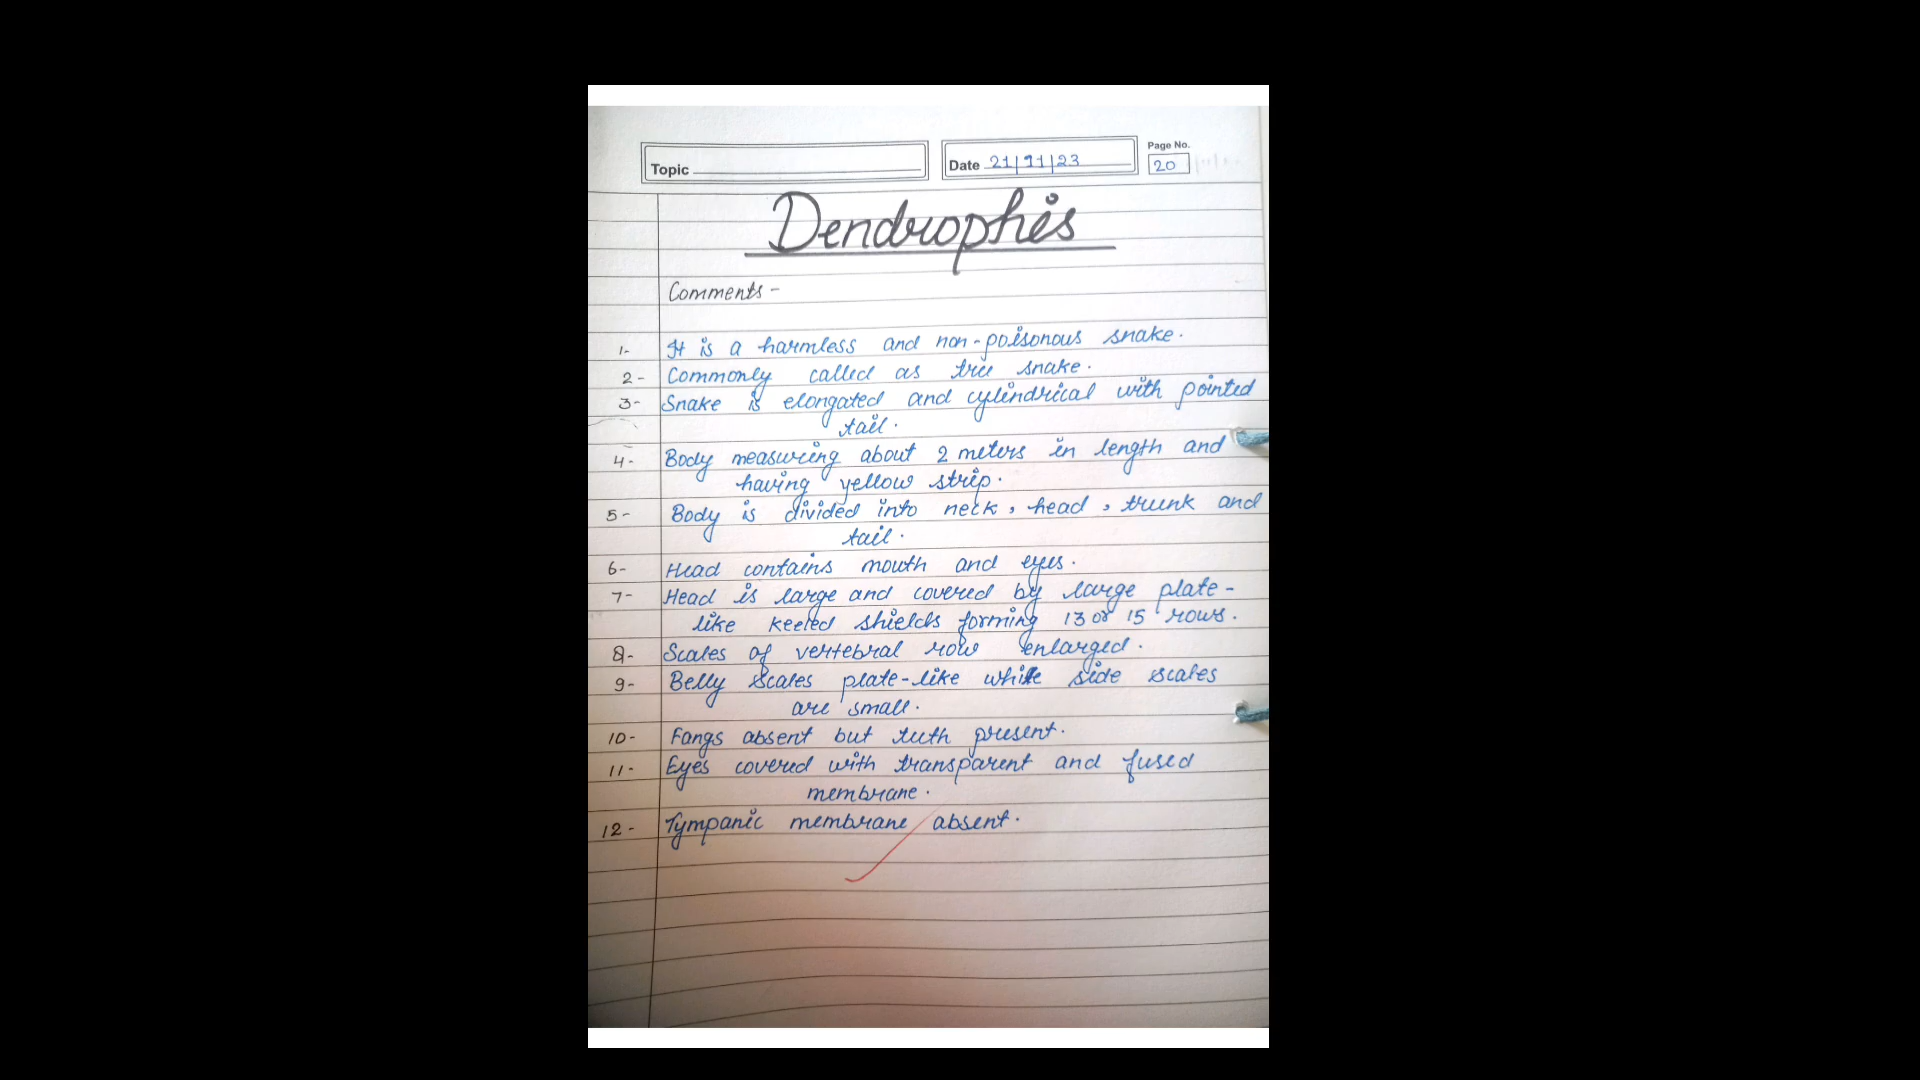 Page No.
Topic
Date 21|11|23
20
Dendrophis
Comments -
1- It is a harmless and non-poisonous snake.
2- Commonly called as tree snake.
3- Snake is elongated and cylindrical with pointed
tail.
4- Body measuring about 2 meters in length and
having yellow strip.
5- Body is divided into neck, head, trunk and
tail.
6- Head contains mouth and eyes.
7- Head is large and covered by large plate-
like keeled shields forming 13 or 15 rows.
8- Scales of vertebral row enlarged.
9- Belly scales plate-like while side scales
are small.
10- Fangs absent but teeth present.
11- Eyes covered with transparent and fused
membrane.
12- Tympanic membrane absent.